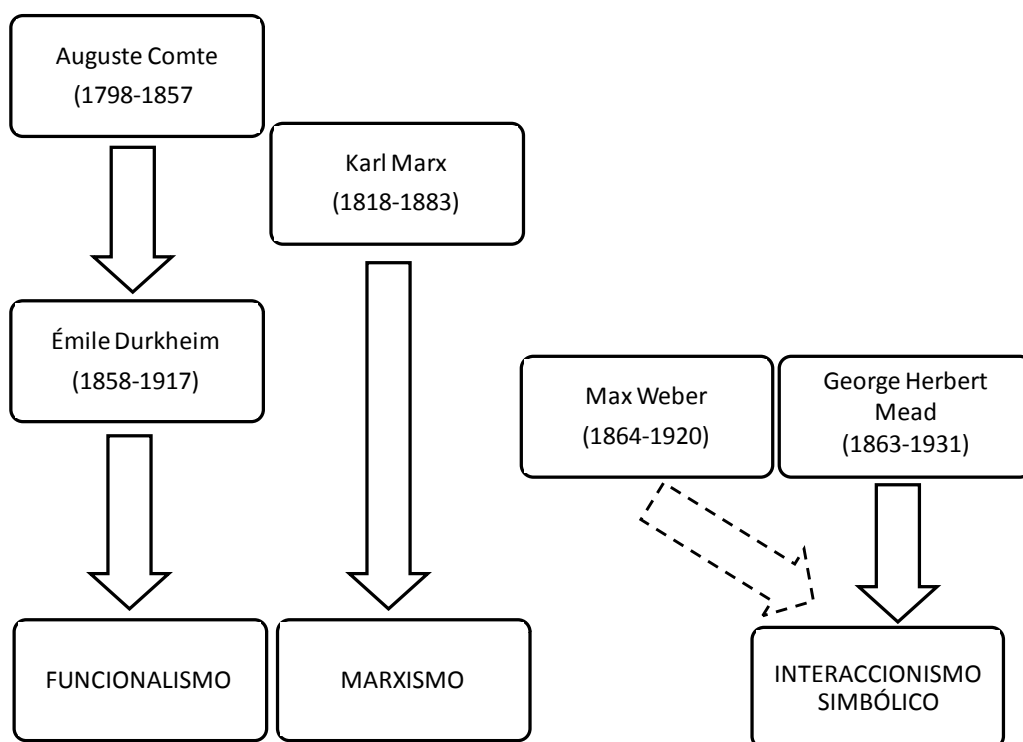 Auguste Comte
(1798-1857
Karl Marx
(1818-1883)
Émile Durkheim
(1858-1917)
Max Weber
(1864-1920)
George Herbert
Mead
(1863-1931)
FUNCIONALISMO
MARXISMO
INTERACCIONISMO
SIMBÓLICO